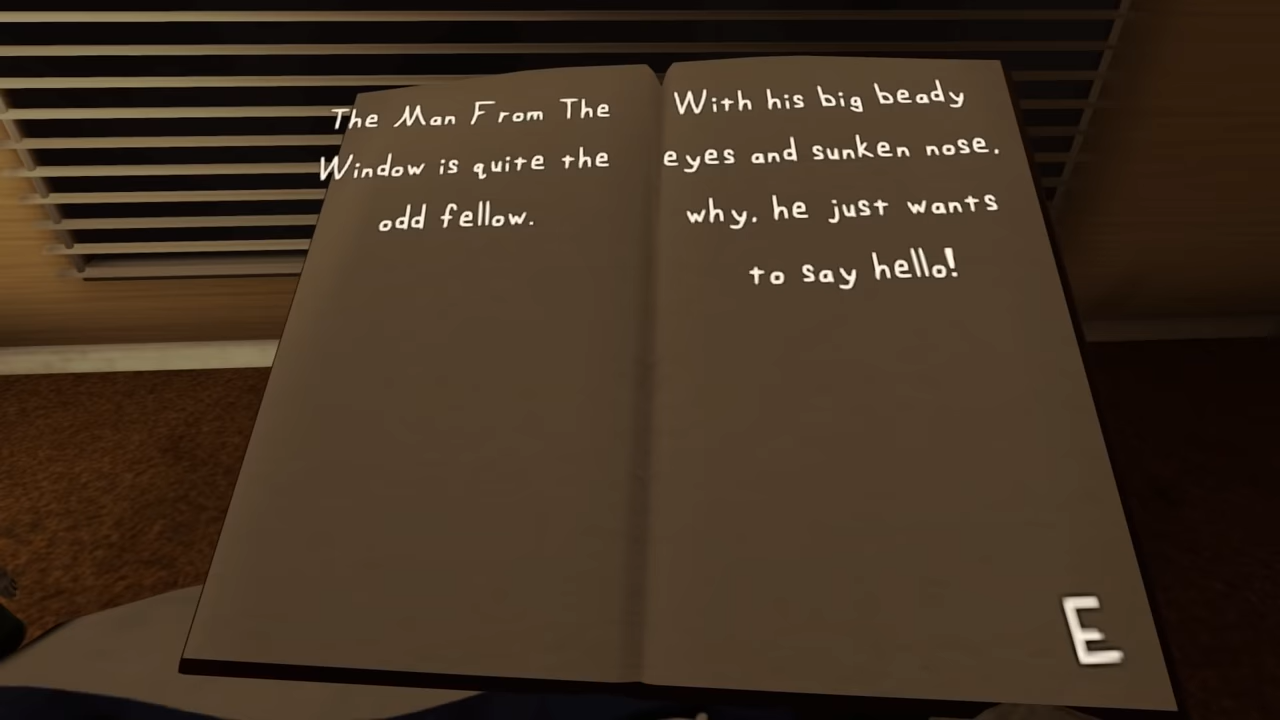 The Man From The
Window is quite the
odd fellow.
With his big beady
eyes and sunken nose.
why. he just wants
to say hello!
E